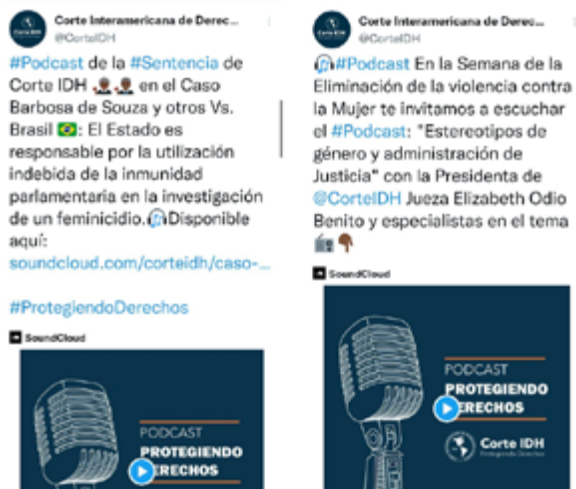 Corte Interamericana de Derec...
@CorteIDH
#Podcast de la #Sentencia de
Corte IDH en el Caso
Barbosa de Souza y otros Vs.
Brasil: El Estado es
responsable por la utilización
indebida de la inmunidad
parlamentaria en la investigación
de un feminicidio. Disponible
aquí:
soundcloud.com/corteidh/caso-...
#ProtegiendoDerechos
SoundCloud
PODCAST
PROTEGIENDO
DERECHOS
Corte Interamericana de Derec...
@CorteIDH
#Podcast En la Semana de la
Eliminación de la violencia contra
la Mujer te invitamos a escuchar
el #Podcast: "Estereotipos de
género y administración de
Justicia" con la Presidenta de
@CorteIDH Jueza Elizabeth Odio
Benito y especialistas en el tema
SoundCloud
PODCAST
PROTEGIENDO
DERECHOS
Corte IDH
Protegiendo Derechos